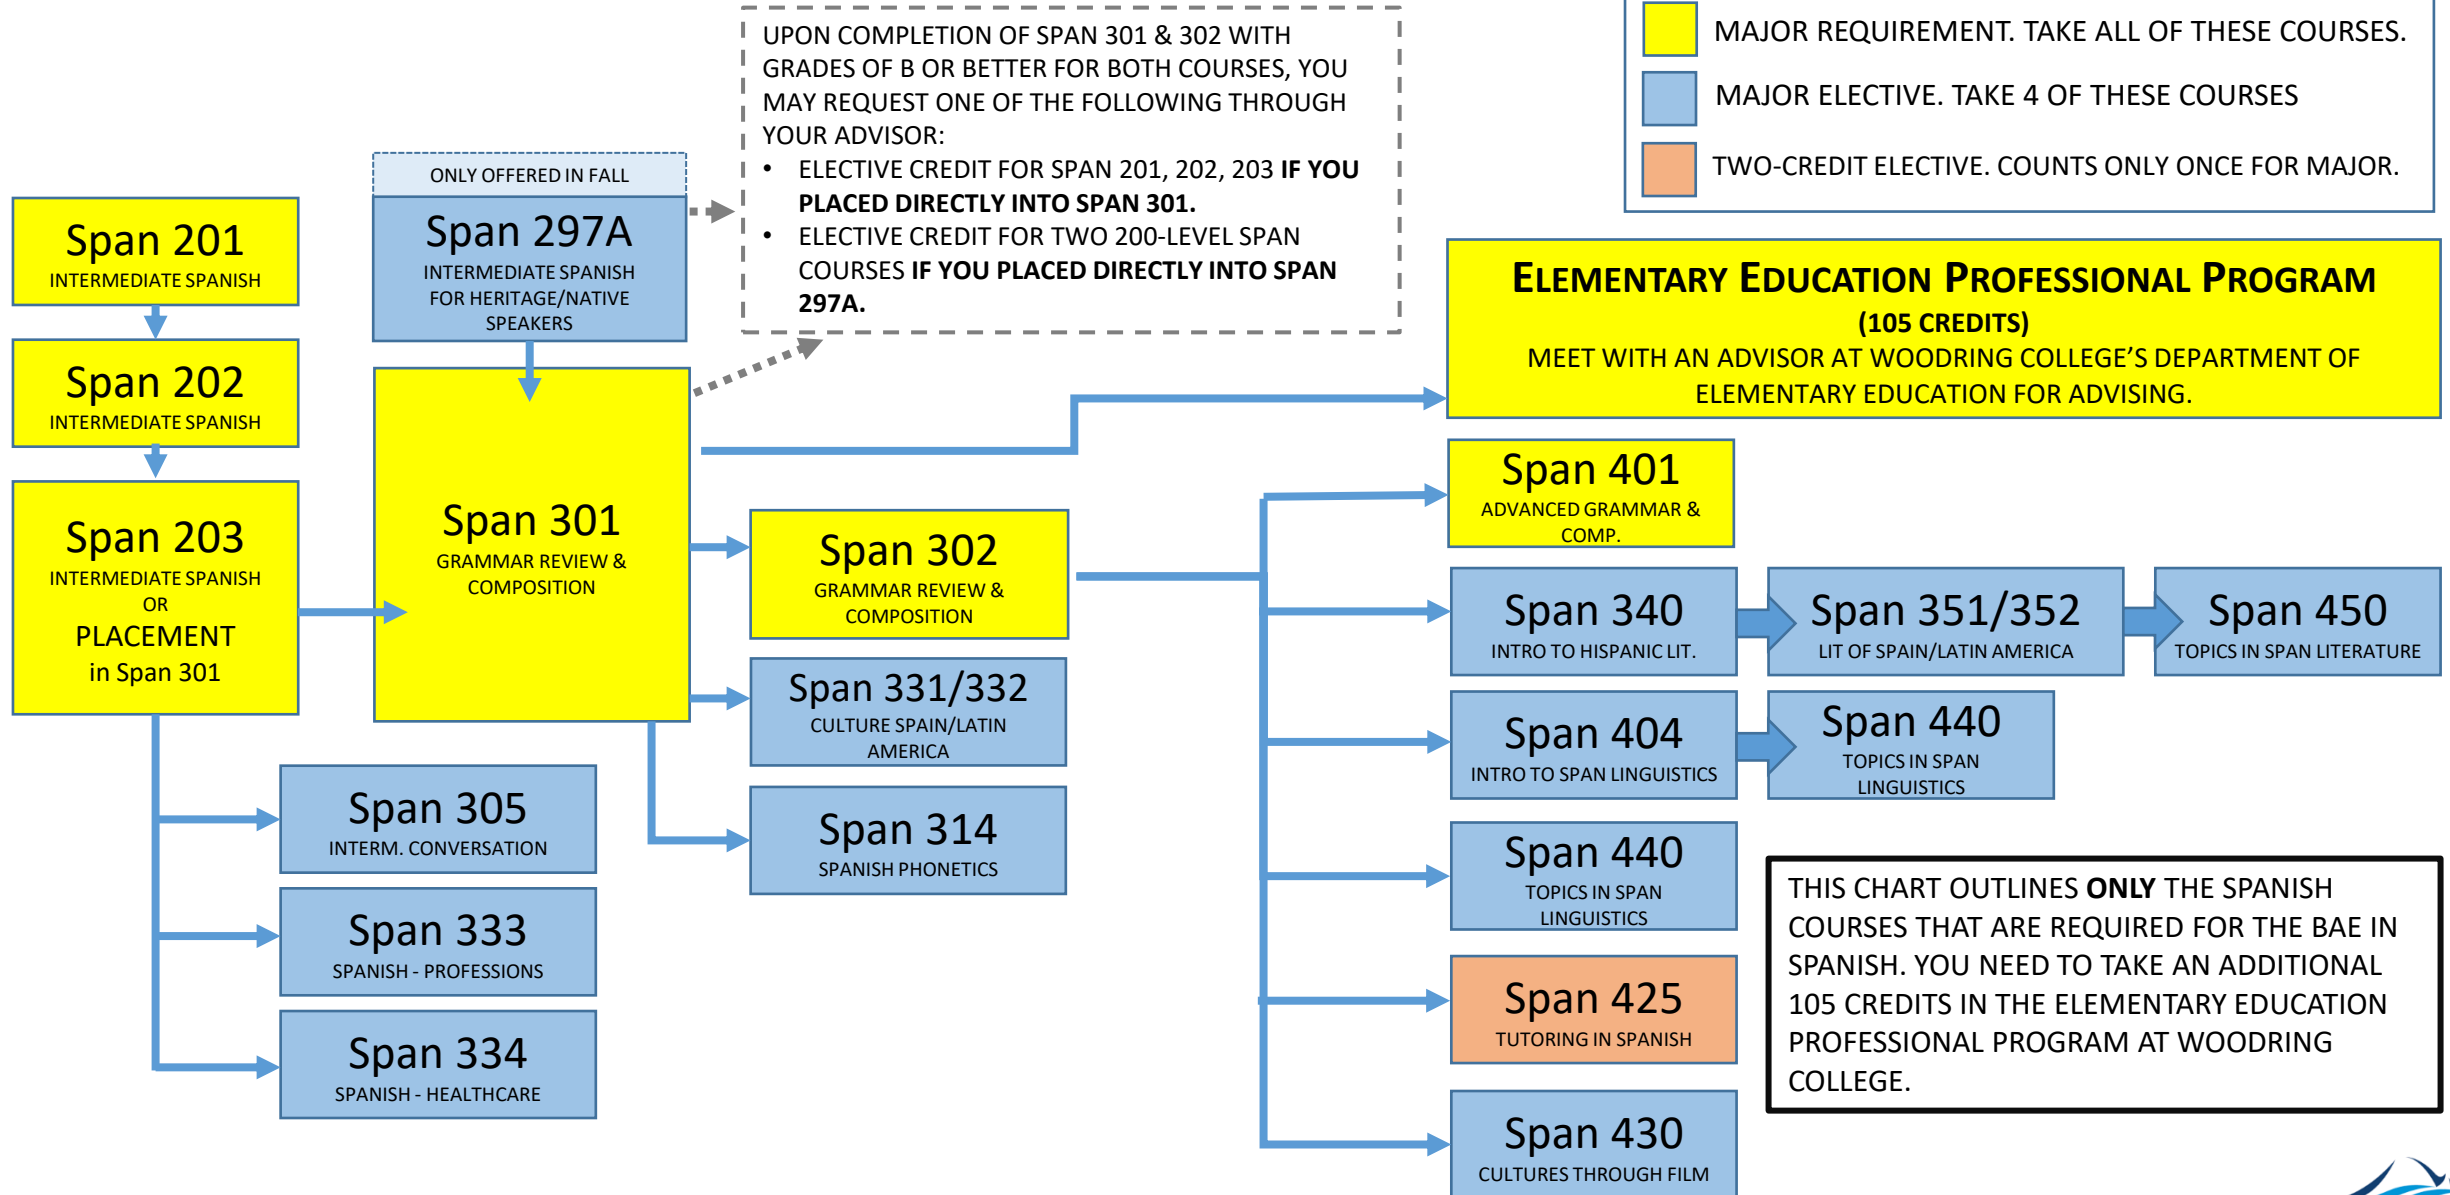 UPON COMPLETION OF SPAN 301 & 302 WITH
GRADES OF B OR BETTER FOR BOTH COURSES, YOU
MAY REQUEST ONE OF THE FOLLOWING THROUGH
YOUR ADVISOR:
• ELECTIVE CREDIT FOR SPAN 201, 202, 203 IF YOU
PLACED DIRECTLY INTO SPAN 301.
• ELECTIVE CREDIT FOR TWO 200-LEVEL SPAN
COURSES IF YOU PLACED DIRECTLY INTO SPAN
297A.
MAJOR REQUIREMENT. TAKE ALL OF THESE COURSES.
MAJOR ELECTIVE. TAKE 4 OF THESE COURSES
TWO-CREDIT ELECTIVE. COUNTS ONLY ONCE FOR MAJOR.
Span 201
INTERMEDIATE SPANISH
Span 202
INTERMEDIATE SPANISH
Span 203
INTERMEDIATE SPANISH
OR
PLACEMENT
in Span 301
ONLY OFFERED IN FALL
Span 297A
INTERMEDIATE SPANISH
FOR HERITAGE/NATIVE
SPEAKERS
Span 301
GRAMMAR REVIEW &
COMPOSITION
Span 305
INTERM. CONVERSATION
Span 333
SPANISH - PROFESSIONS
Span 334
SPANISH - HEALTHCARE
Span 302
GRAMMAR REVIEW &
COMPOSITION
Span 331/332
CULTURE SPAIN/LATIN
AMERICA
Span 314
SPANISH PHONETICS
ELEMENTARY EDUCATION PROFESSIONAL PROGRAM
(105 CREDITS)
MEET WITH AN ADVISOR AT WOODRING COLLEGE'S DEPARTMENT OF
ELEMENTARY EDUCATION FOR ADVISING.
Span 401
ADVANCED GRAMMAR &
COMP.
Span 340
INTRO TO HISPANIC LIT.
Span 351/352
LIT OF SPAIN/LATIN AMERICA
Span 450
TOPICS IN SPAN LITERATURE
Span 404
INTRO TO SPAN LINGUISTICS
Span 440
TOPICS IN SPAN
LINGUISTICS
Span 440
TOPICS IN SPAN
LINGUISTICS
Span 425
TUTORING IN SPANISH
Span 430
CULTURES THROUGH FILM
THIS CHART OUTLINES ONLY THE SPANISH
COURSES THAT ARE REQUIRED FOR THE BAE IN
SPANISH. YOU NEED TO TAKE AN ADDITIONAL
105 CREDITS IN THE ELEMENTARY EDUCATION
PROFESSIONAL PROGRAM AT WOODRING
COLLEGE.